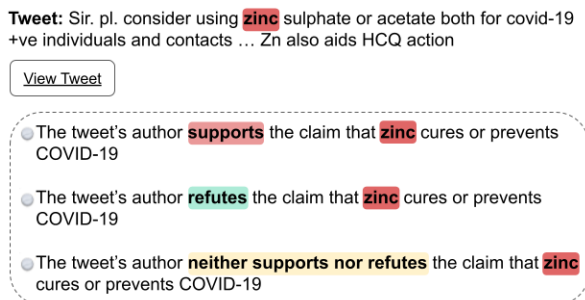 Tweet: Sir. pl. consider using zinc sulphate or acetate both for covid-19
+ve individuals and contacts … Zn also aids HCQ action
View Tweet
The tweet's author supports the claim that zinc cures or prevents
COVID-19
The tweet's author refutes the claim that zinc cures or prevents
COVID-19
The tweet's author neither supports nor refutes the claim that zinc
cures or prevents COVID-19